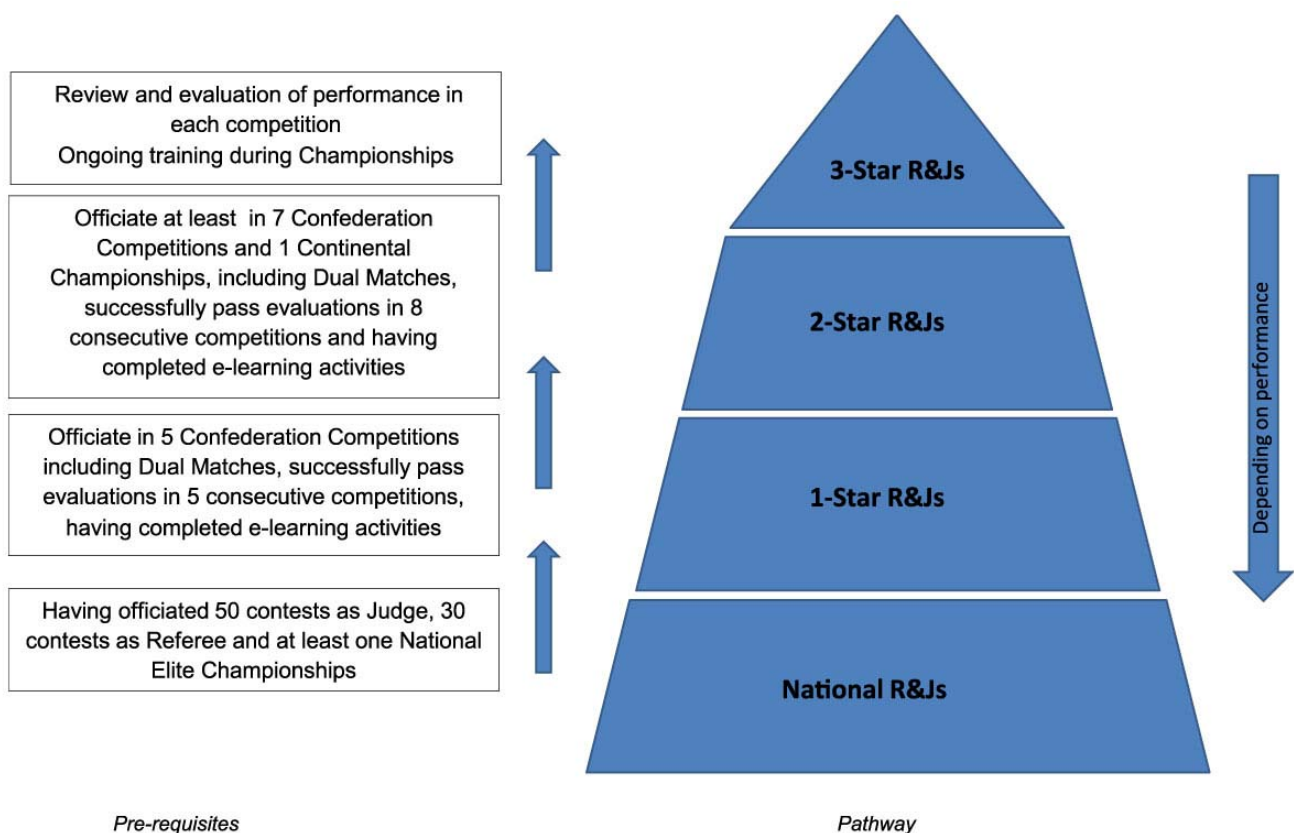 Review and evaluation of performance in
each competition
Ongoing training during Championships
Officiate at least in 7 Confederation
Competitions and 1 Continental
Championships, including Dual Matches,
successfully pass evaluations in 8
consecutive competitions and having
completed e-learning activities
Officiate in 5 Confederation Competitions
including Dual Matches, successfully pass
evaluations in 5 consecutive competitions,
having completed e-learning activities
Having officiated 50 contests as Judge, 30
contests as Referee and at least one National
Elite Championships
Pre-requisites
3-Star R&Js
2-Star R&Js
1-Star R&Js
National R&Js
Pathway
Depending on performance